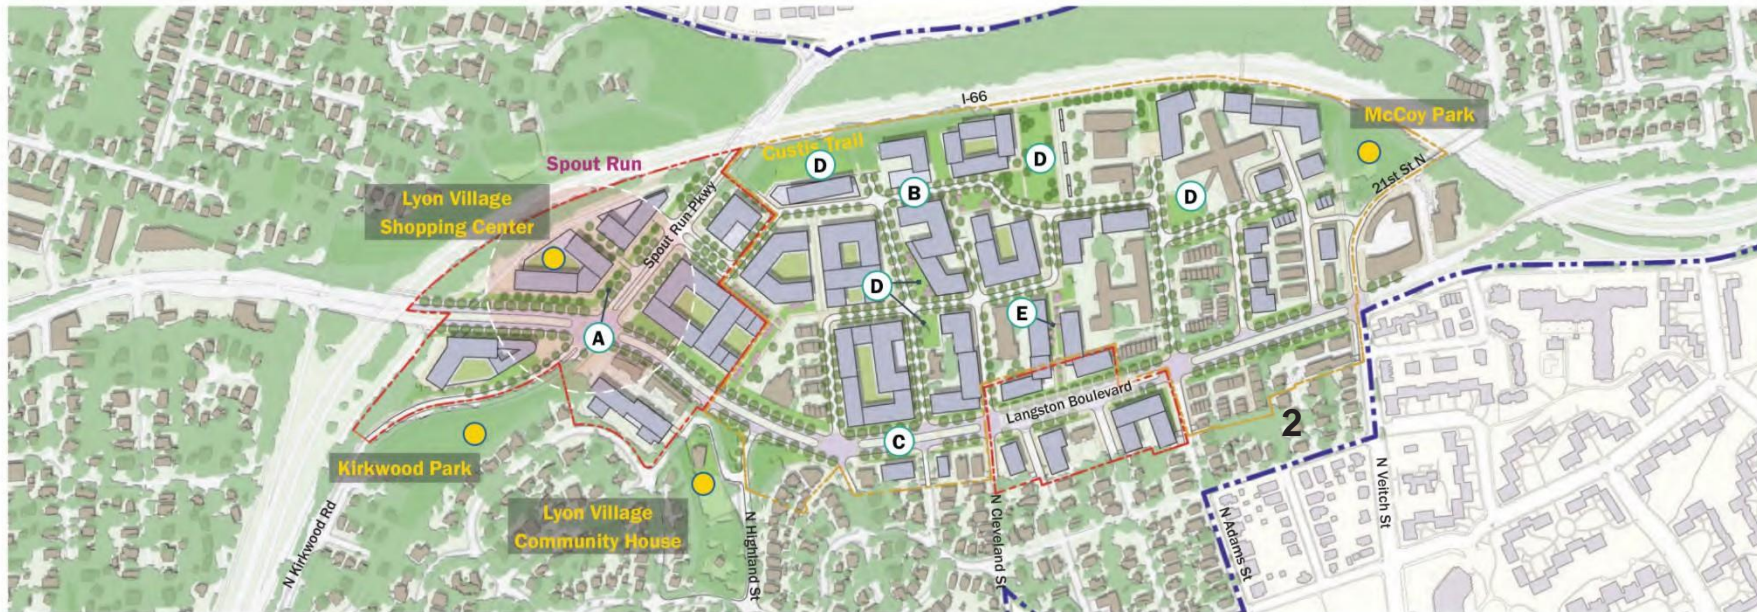 I-66
McCoy Park
Custis Trail
Spout Run
D
D
21st St N
Lyon Village
Shopping Center
Spout Run Pkwy
B
D
D
E
A
Langston Boulevard
2
C
Kirkwood Park
N Kirkwood Rd
Lyon Village
Community House
N Highland St
N Cleveland St
N Adams St
N Veitch St